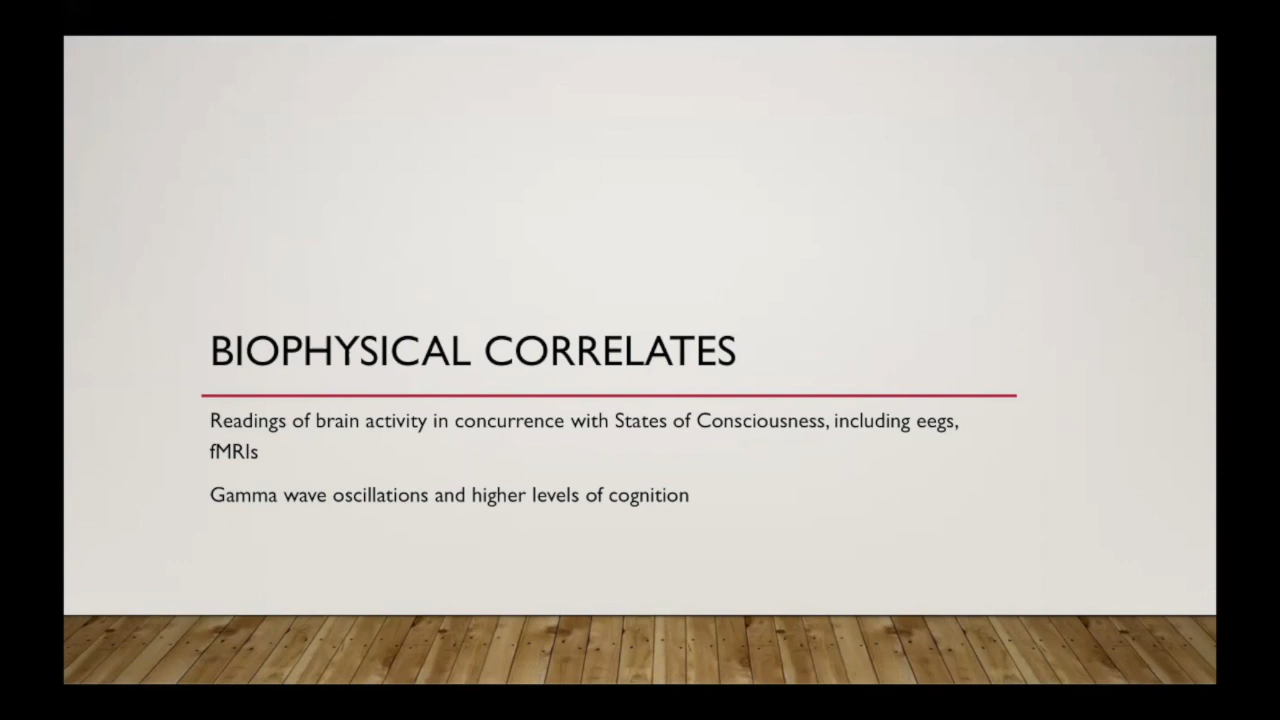 BIOPHYSICAL CORRELATES
Readings of brain activity in concurrence with States of Consciousness, including eegs,
fMRIs
Gamma wave oscillations and higher levels of cognition